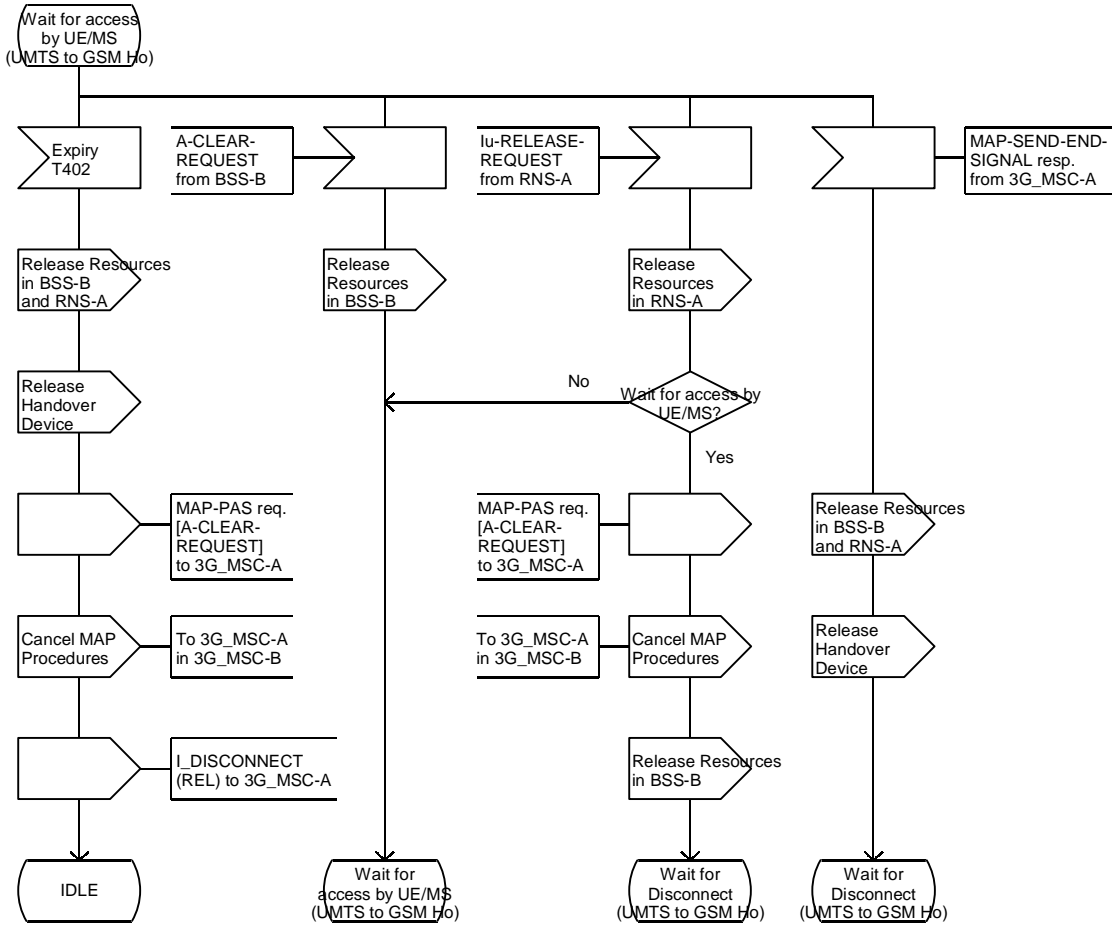 Wait for access
by UE/MS
(UMTS to GSM Ho)
Expiry
T402
A-CLEAR-
REQUEST
from BSS-B
Iu-RELEASE-
REQUEST
from RNS-A
MAP-SEND-END-
SIGNAL resp.
from 3G_MSC-A
Release Resources
in BSS-B
and RNS-A
Release
Resources
in BSS-B
Release
Resources
in RNS-A
Release
Handover
Device
No
Wait for access by
UE/MS?
Yes
MAP-PAS req.
[A-CLEAR-
REQUEST]
to 3G_MSC-A
MAP-PAS req.
[A-CLEAR-
REQUEST]
to 3G_MSC-A
Release Resources
in BSS-B
and RNS-A
Cancel MAP
Procedures
To 3G_MSC-A
in 3G_MSC-B
To 3G_MSC-A
in 3G_MSC-B
Cancel MAP
Procedures
Release
Handover
Device
I_DISCONNECT
(REL) to 3G_MSC-A
Release Resources
in BSS-B
IDLE
Wait for
access by UE/MS
(UMTS to GSM Ho)
Wait for
Disconnect
(UMTS to GSM Ho)
Wait for
Disconnect
(UMTS to GSM Ho)